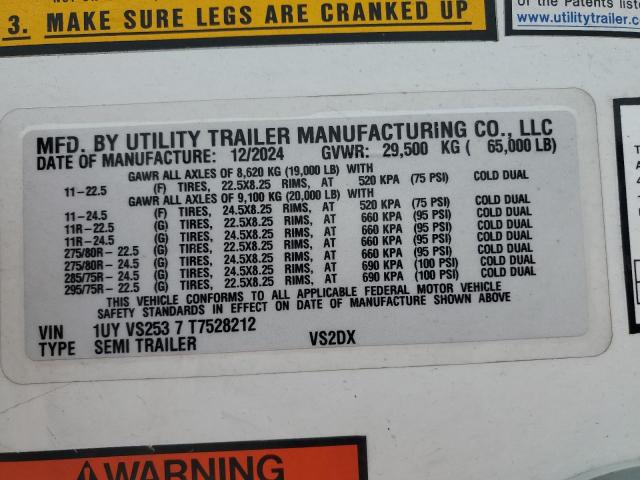 3. MAKE SURE LEGS ARE CRANKED UP
of the Patents liste
www.utilitytrailer.c
MFD. BY UTILITY TRAILER MANUFACTURING CO., LLC
DATE OF MANUFACTURE: 12/2024 GVWR: 29,500 KG ( 65,000 LB)
GAWR ALL AXLES OF 8,620 KG (19,000 LB) WITH
11-22.5 (F) TIRES, 22.5X8.25 RIMS, AT 520 KPA (75 PSI) COLD DUAL
GAWR ALL AXLES OF 9,100 KG (20,000 LB) WITH
11-24.5 (F) TIRES, 24.5X8.25 RIMS, AT 520 KPA (75 PSI) COLD DUAL
11R-22.5 (G) TIRES, 22.5X8.25 RIMS, AT 660 KPA (95 PSI) COLD DUAL
11R-24.5 (G) TIRES, 24.5X8.25 RIMS, AT 660 KPA (95 PSI) COLD DUAL
275/80R-22.5 (G) TIRES, 22.5X8.25 RIMS, AT 660 KPA (95 PSI) COLD DUAL
275/80R-24.5 (G) TIRES, 24.5X8.25 RIMS, AT 660 KPA (95 PSI) COLD DUAL
285/75R-24.5 (G) TIRES, 24.5X8.25 RIMS, AT 690 KPA (100 PSI) COLD DUAL
295/75R-22.5 (G) TIRES, 22.5X8.25 RIMS, AT 690 KPA (100 PSI) COLD DUAL
THIS VEHICLE CONFORMS TO ALL APPLICABLE FEDERAL MOTOR VEHICLE
SAFETY STANDARDS IN EFFECT ON DATE OF MANUFACTURE SHOWN ABOVE
VIN 1UY VS253 7 T7528212
TYPE SEMI TRAILER VS2DX
WARNING